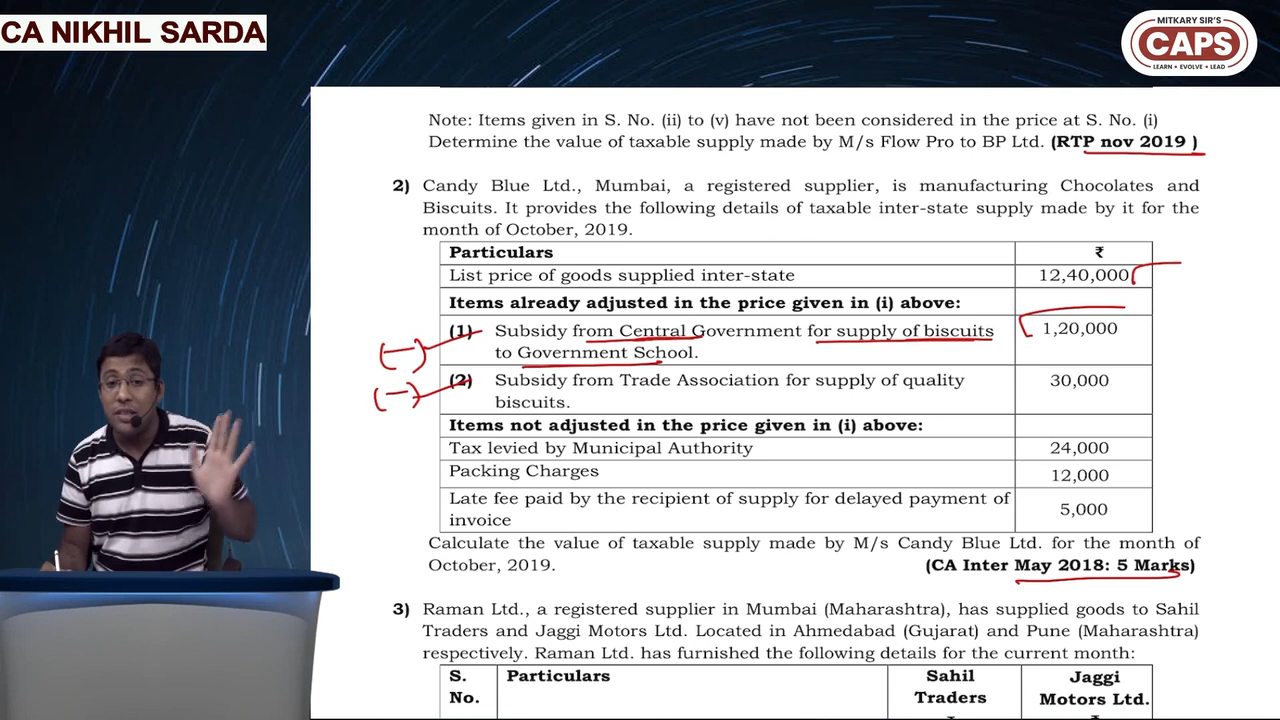 CA NIKHIL SARDA
MITKARY SIR'S
CAPS
LEARN • EVOLVE • LEAD
Note: Items given in S. No. (ii) to (v) have not been considered in the price at S. No. (i)
Determine the value of taxable supply made by M/s Flow Pro to BP Ltd. (RTP nov 2019 )
2) Candy Blue Ltd., Mumbai, a registered supplier, is manufacturing Chocolates and
Biscuits. It provides the following details of taxable inter-state supply made by it for the
month of October, 2019.
Particulars ₹
List price of goods supplied inter-state 12,40,000
Items already adjusted in the price given in (i) above:
(1) Subsidy from Central Government for supply of biscuits 1,20,000
to Government School.
(-)
(2) Subsidy from Trade Association for supply of quality 30,000
(-)
biscuits.
Items not adjusted in the price given in (i) above:
Tax levied by Municipal Authority 24,000
Packing Charges 12,000
Late fee paid by the recipient of supply for delayed payment of
invoice 5,000
Calculate the value of taxable supply made by M/s Candy Blue Ltd. for the month of
October, 2019. (CA Inter May 2018: 5 Marks)
3) Raman Ltd., a registered supplier in Mumbai (Maharashtra), has supplied goods to Sahil
Traders and Jaggi Motors Ltd. Located in Ahmedabad (Gujarat) and Pune (Maharashtra)
respectively. Raman Ltd. has furnished the following details for the current month:
S. Particulars Sahil Jaggi
No. Traders Motors Ltd.